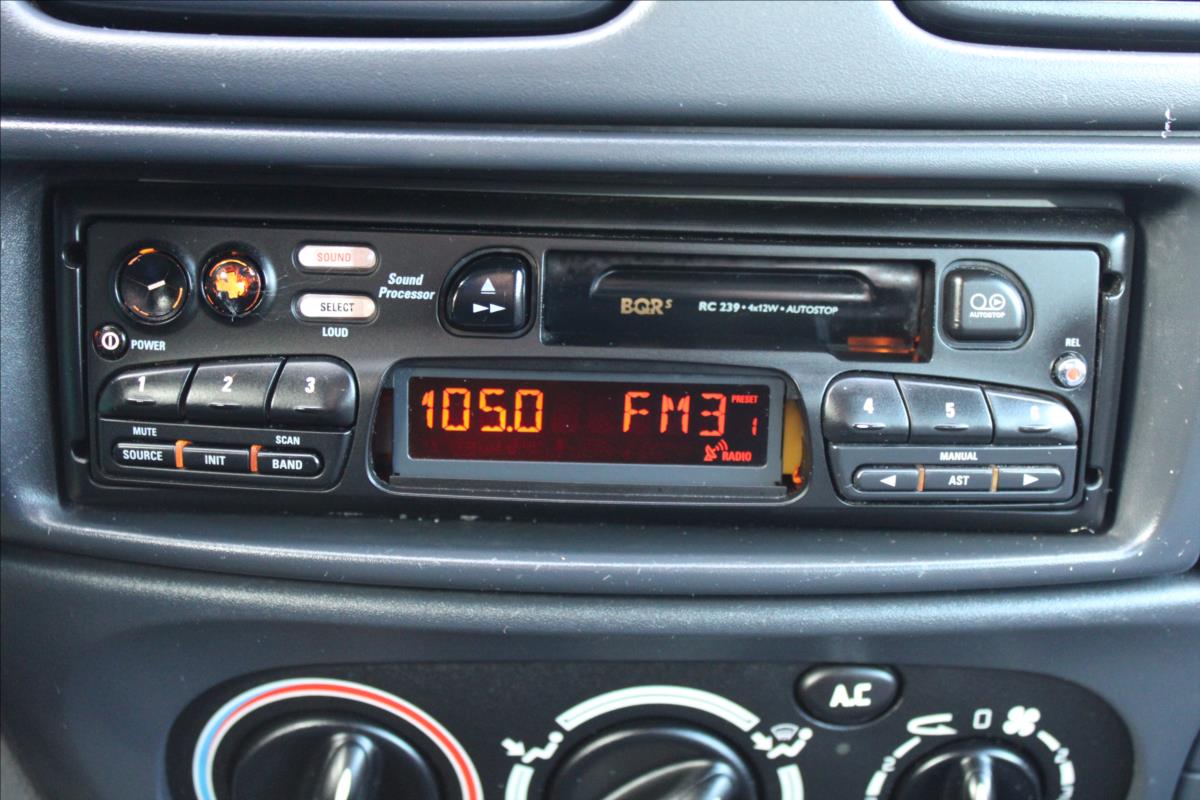 SOUND
SELECT
LOUD
Sound
Processor
POWER
BQRS
RC 239 • 4x12W • AUTOSTOP
AUTOSTOP
REL
1 2 3
MUTE SCAN
SOURCE INIT BAND
105.0 FM3 PRESET 1
RADIO
4 5 6
MANUAL
AST
A.C